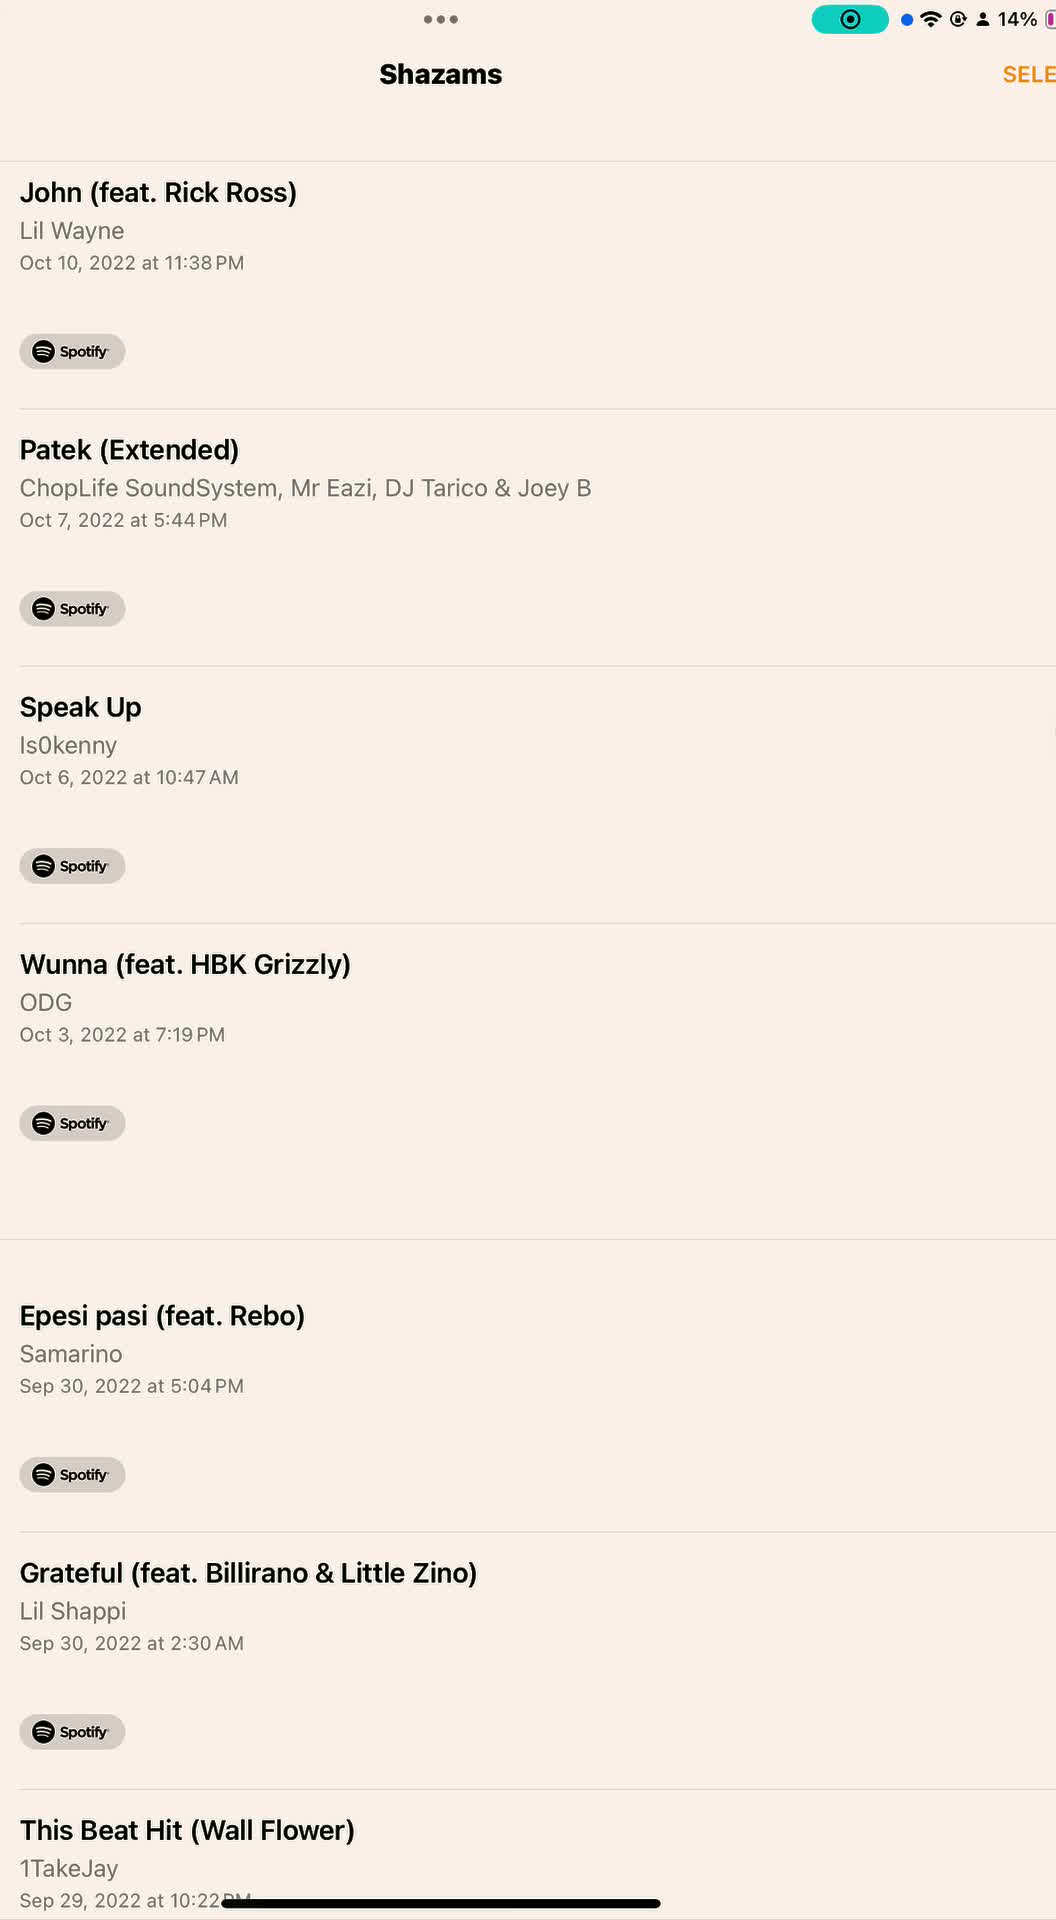 14%
Shazams
SELE
John (feat. Rick Ross)
Lil Wayne
Oct 10, 2022 at 11:38 PM
Spotify
Patek (Extended)
ChopLife SoundSystem, Mr Eazi, DJ Tarico & Joey B
Oct 7, 2022 at 5:44 PM
Spotify
Speak Up
Is0kenny
Oct 6, 2022 at 10:47 AM
Spotify
Wunna (feat. HBK Grizzly)
ODG
Oct 3, 2022 at 7:19 PM
Spotify
Epesi pasi (feat. Rebo)
Samarino
Sep 30, 2022 at 5:04 PM
Spotify
Grateful (feat. Billirano & Little Zino)
Lil Shappi
Sep 30, 2022 at 2:30 AM
Spotify
This Beat Hit (Wall Flower)
1TakeJay
Sep 29, 2022 at 10:22 PM